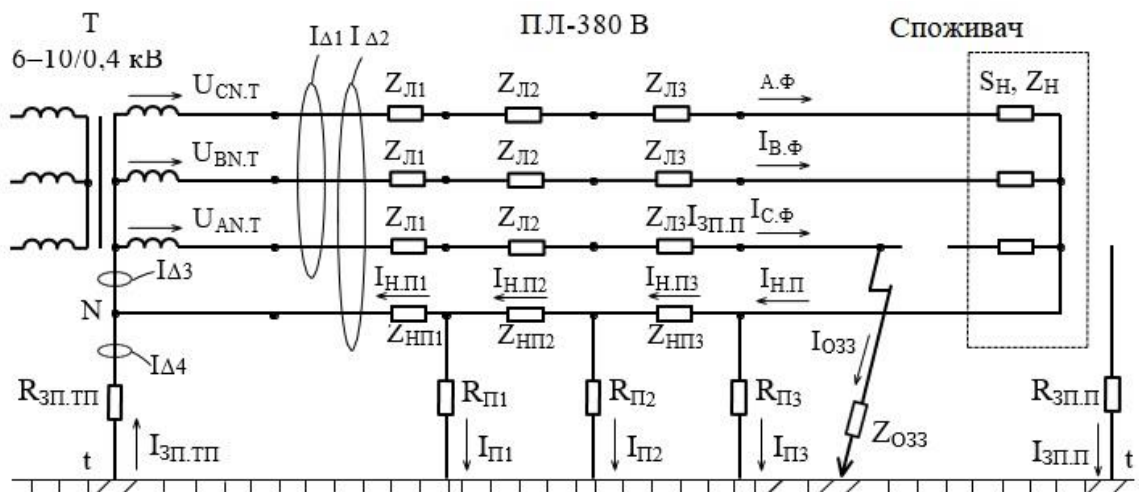 Т
6–10/0,4 кВ
IΔ1 IΔ2
ПЛ-380 В
Споживач
UCN.T
ZЛ1
ZЛ2
ZЛ3
А.Ф
SН, ZН
UBN.T
ZЛ1
ZЛ2
ZЛ3
IВ.Ф
UAN.T
ZЛ1
ZЛ2
ZЛ3
IЗП.П
IС.Ф
IΔ3
IН.П1
IН.П2
IН.П3
IН.П
N
ZНП1
ZНП2
ZНП3
IΔ4
IОЗЗ
RЗП.ТП
RП1
RП2
RП3
RЗП.П
ZОЗЗ
t
IЗП.ТП
IП1
IП2
IП3
IЗП.П
t